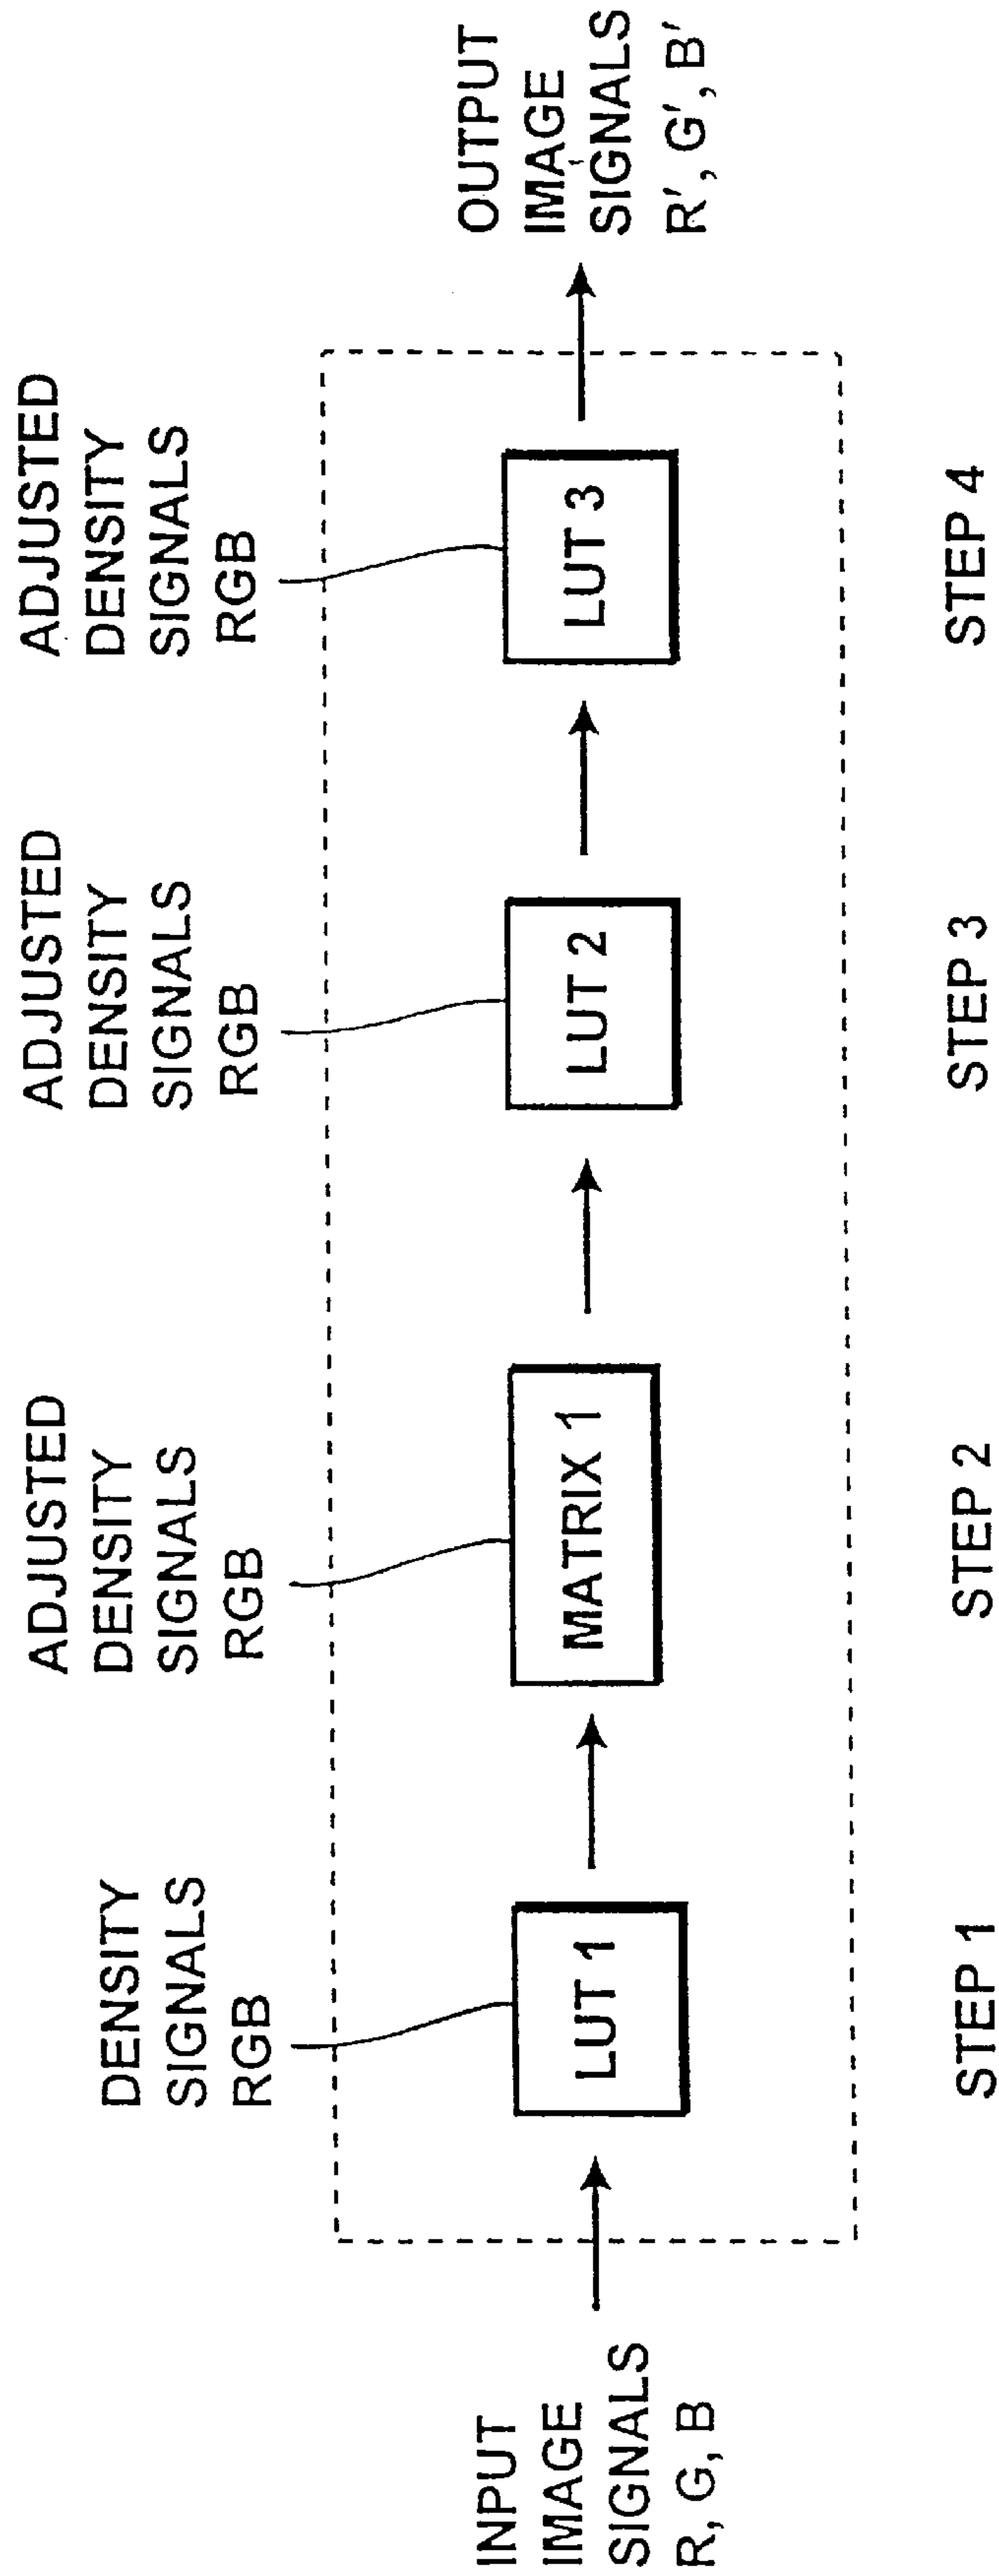 DENSITY
SIGNALS
RGB
ADJUSTED
DENSITY
SIGNALS
RGB
ADJUSTED
DENSITY
SIGNALS
RGB
ADJUSTED
DENSITY
SIGNALS
RGB
INPUT
IMAGE
SIGNALS
R, G, B
LUT 1
MATRIX 1
LUT 2
LUT 3
OUTPUT
IMAGE
SIGNALS
R', G', B'
STEP 1
STEP 2
STEP 3
STEP 4